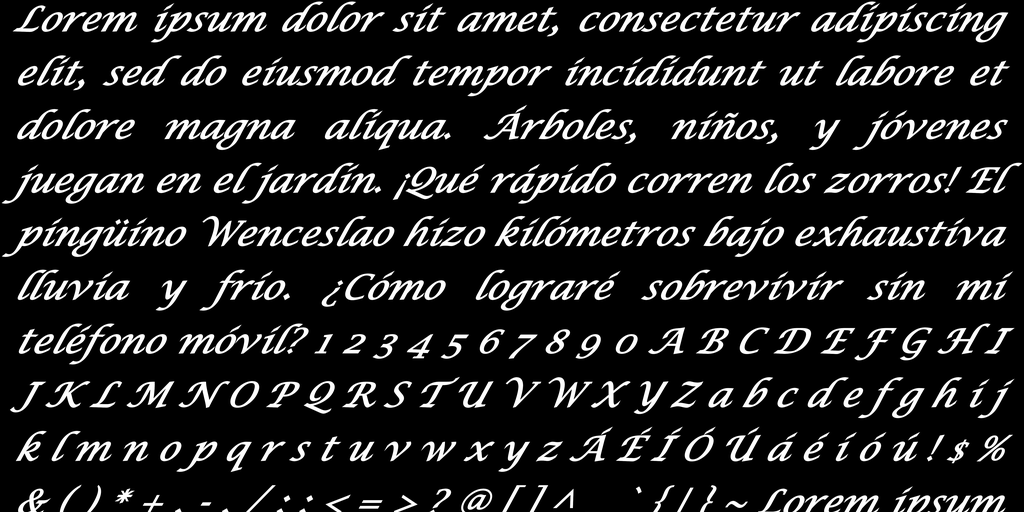 Lorem ipsum dolor sit amet, consectetur adipiscing
elit, sed do eiusmod tempor incididunt ut labore et
dolore magna aliqua. Árboles, niños, y jóvenes
juegan en el jardín. ¡Qué rápido corren los zorros! El
pingüino Wenceslao hizo kilómetros bajo exhaustiva
lluvia y frío. ¿Cómo lograré sobrevivir sin mi
teléfono móvil? 1 2 3 4 5 6 7 8 9 0 A B C D E F G H I
J K L M N O P Q R S T U V W X Y Z a b c d e f g h i j
k l m n o p q r s t u v w x y z Á É Í Ó Ú á é í ó ú ! $ %
& ( ) * + , - . / : ; < = > ? @ [ ] ^ _ ` { | } ~ Lorem ipsum